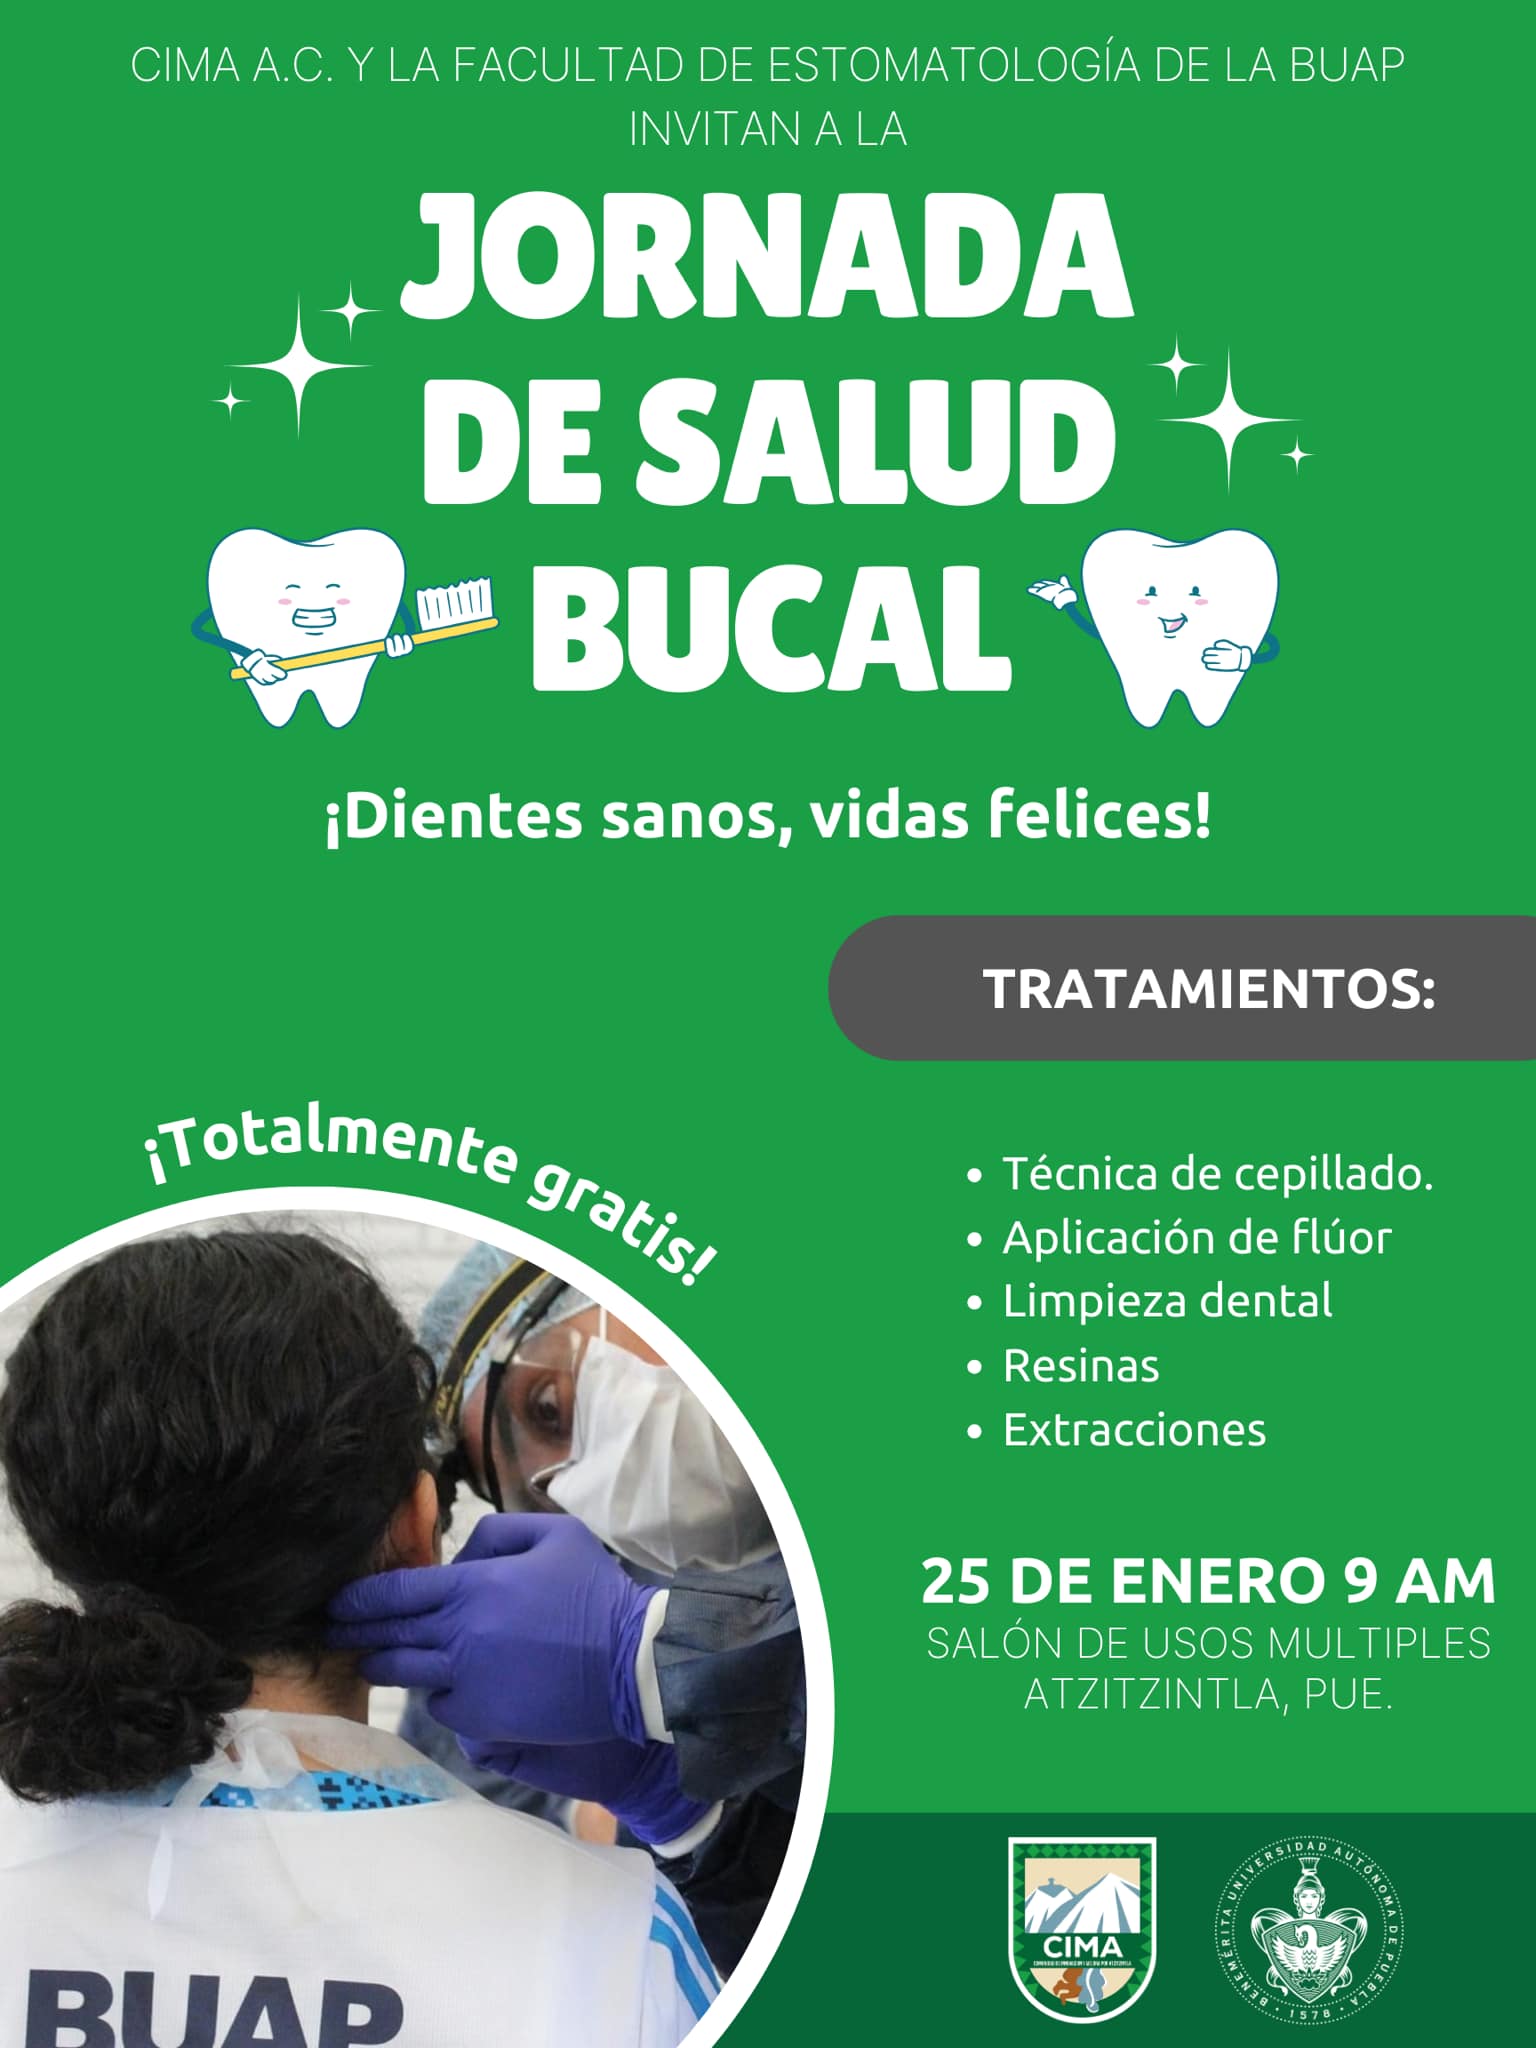 CIMA A.C. Y LA FACULTAD DE ESTOMATOLOGÍA DE LA BUAP
INVITAN A LA
JORNADA
DE SALUD
BUCAL
¡Dientes sanos, vidas felices!
TRATAMIENTOS:
¡Totalmente gratis!
• Técnica de cepillado.
• Aplicación de flúor
• Limpieza dental
• Resinas
• Extracciones
25 DE ENERO 9 AM
SALÓN DE USOS MULTIPLES
ATZITZINTLA, PUE.
BUAP
CIMA
BENEMÉRITA UNIVERSIDAD AUTÓNOMA DE PUEBLA
1578